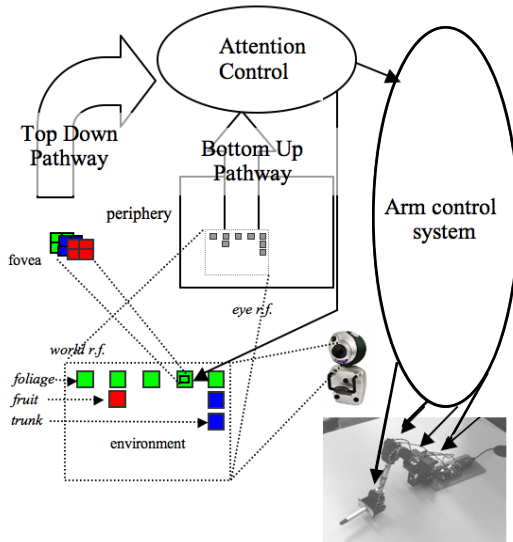 Attention
Control
Top Down
Pathway
Bottom Up
Pathway
periphery
Arm control
system
fovea
eye r.f.
world r.f.
foliage
fruit
trunk
environment